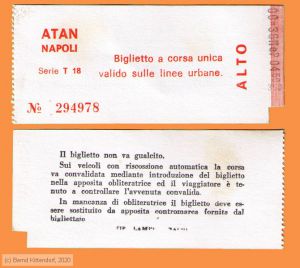 ATAN
NAPOLI
Serie T 18
Biglietto a corsa unica
valido sulle linee urbane.
ALTO
№ 294978
Il biglietto non va gualcito.
Sui veicoli con riscossione automatica la corsa
va convalidata mediante introduzione del biglietto
nella apposita obliteratrice ed il viaggiatore è te-
nuto a controllare l'avvenuta convalida.
In mancanza di obliteratrice il biglietto deve essere
sostituito da apposita contromarca fornita dal
bigliettaio
(c) Bernd Kittendorf, 2020